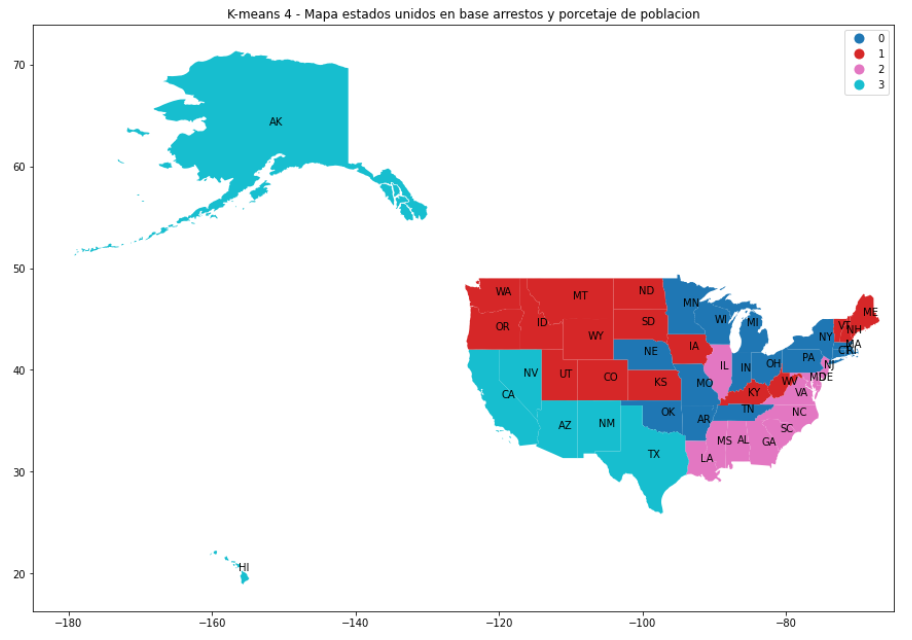 K-means 4 - Mapa estados unidos en base arrestos y porcetaje de poblacion
0
1
2
3
70
60
50
40
30
20
AK
WA
MT
ND
MN
ME
OR
ID
SD
WI
MI
VT
NH
NY
MA
WY
IA
CT
RI
NE
PA
NV
UT
CO
IL
IN
OH
NJ
CA
KS
MO
KY
WV
MD
DE
VA
AZ
NM
OK
AR
TN
NC
SC
TX
LA
MS
AL
GA
HI
−180
−160
−140
−120
−100
−80